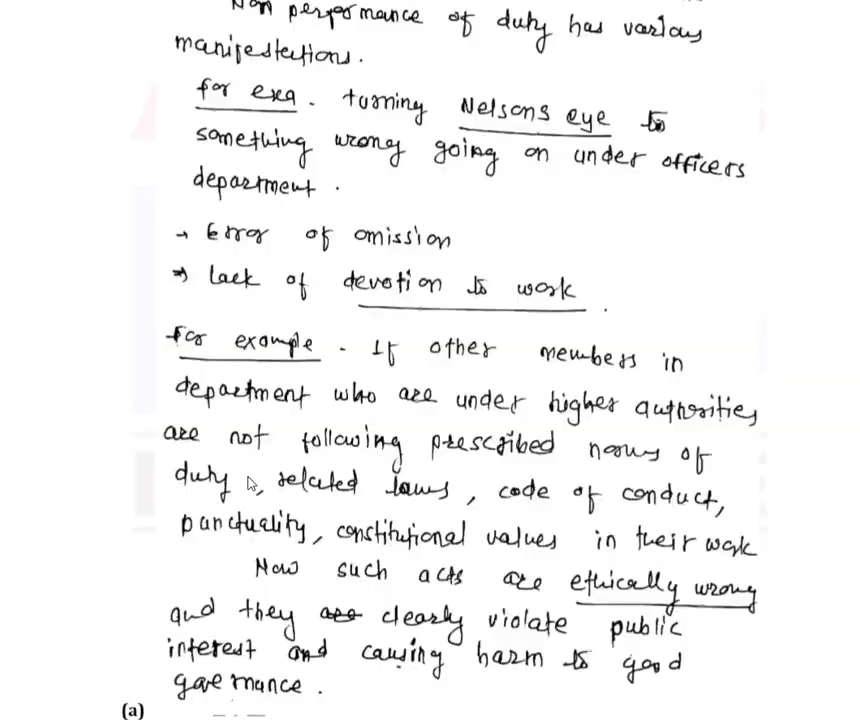 Non performance of duty has various
manifestections.
for exa. turning Nelsons eye to
something wrong going on under officers
department.
→ Error of omission
⇒ lack of devotion to work.
For example - If other members in
department who are under higher authorities
are not following prescribed norms of
duty, related laws, code of conduct,
punctuality, constitutional values in their work
Now such acts are ethically wrong
and they are clearly violate public
interest and causing harm to good
governance.
(a)